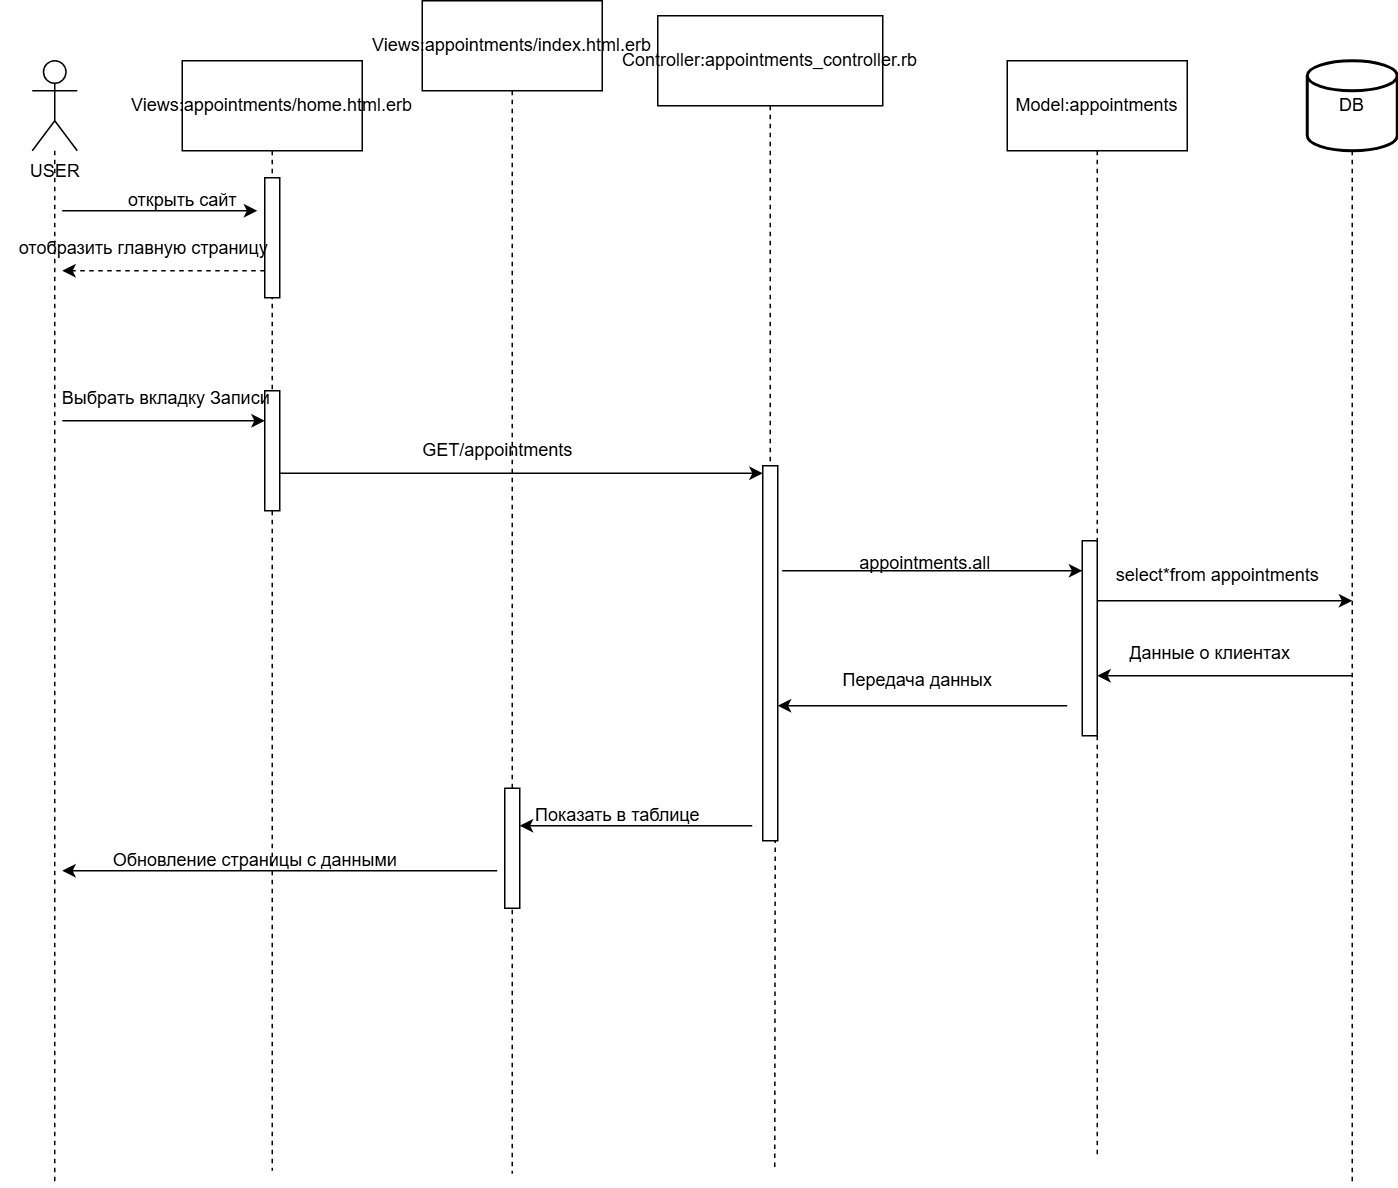 Views:appointments/index.html.erb
Controller:appointments_controller.rb
Views:appointments/home.html.erb
Model:appointments
DB
USER
открыть сайт
отобразить главную страницу
Выбрать вкладку Записи
GET/appointments
appointments.all
select*from appointments
Данные о клиентах
Передача данных
Показать в таблице
Обновление страницы с данными